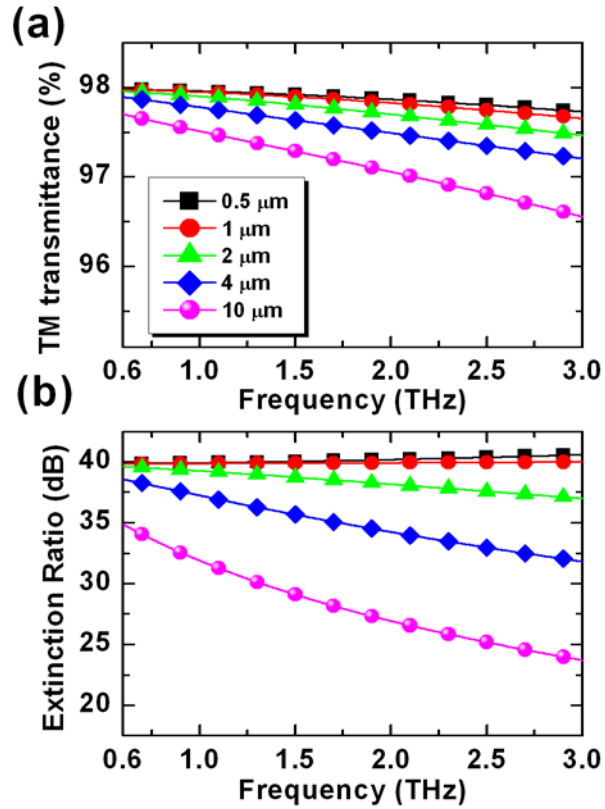 (a)
TM transmittance (%)
98
97
96
0.5 μm
1 μm
2 μm
4 μm
10 μm
0.6 1.0 1.5 2.0 2.5 3.0
Frequency (THz)
(b)
Extinction Ratio (dB)
40
35
30
25
20
0.6 1.0 1.5 2.0 2.5 3.0
Frequency (THz)